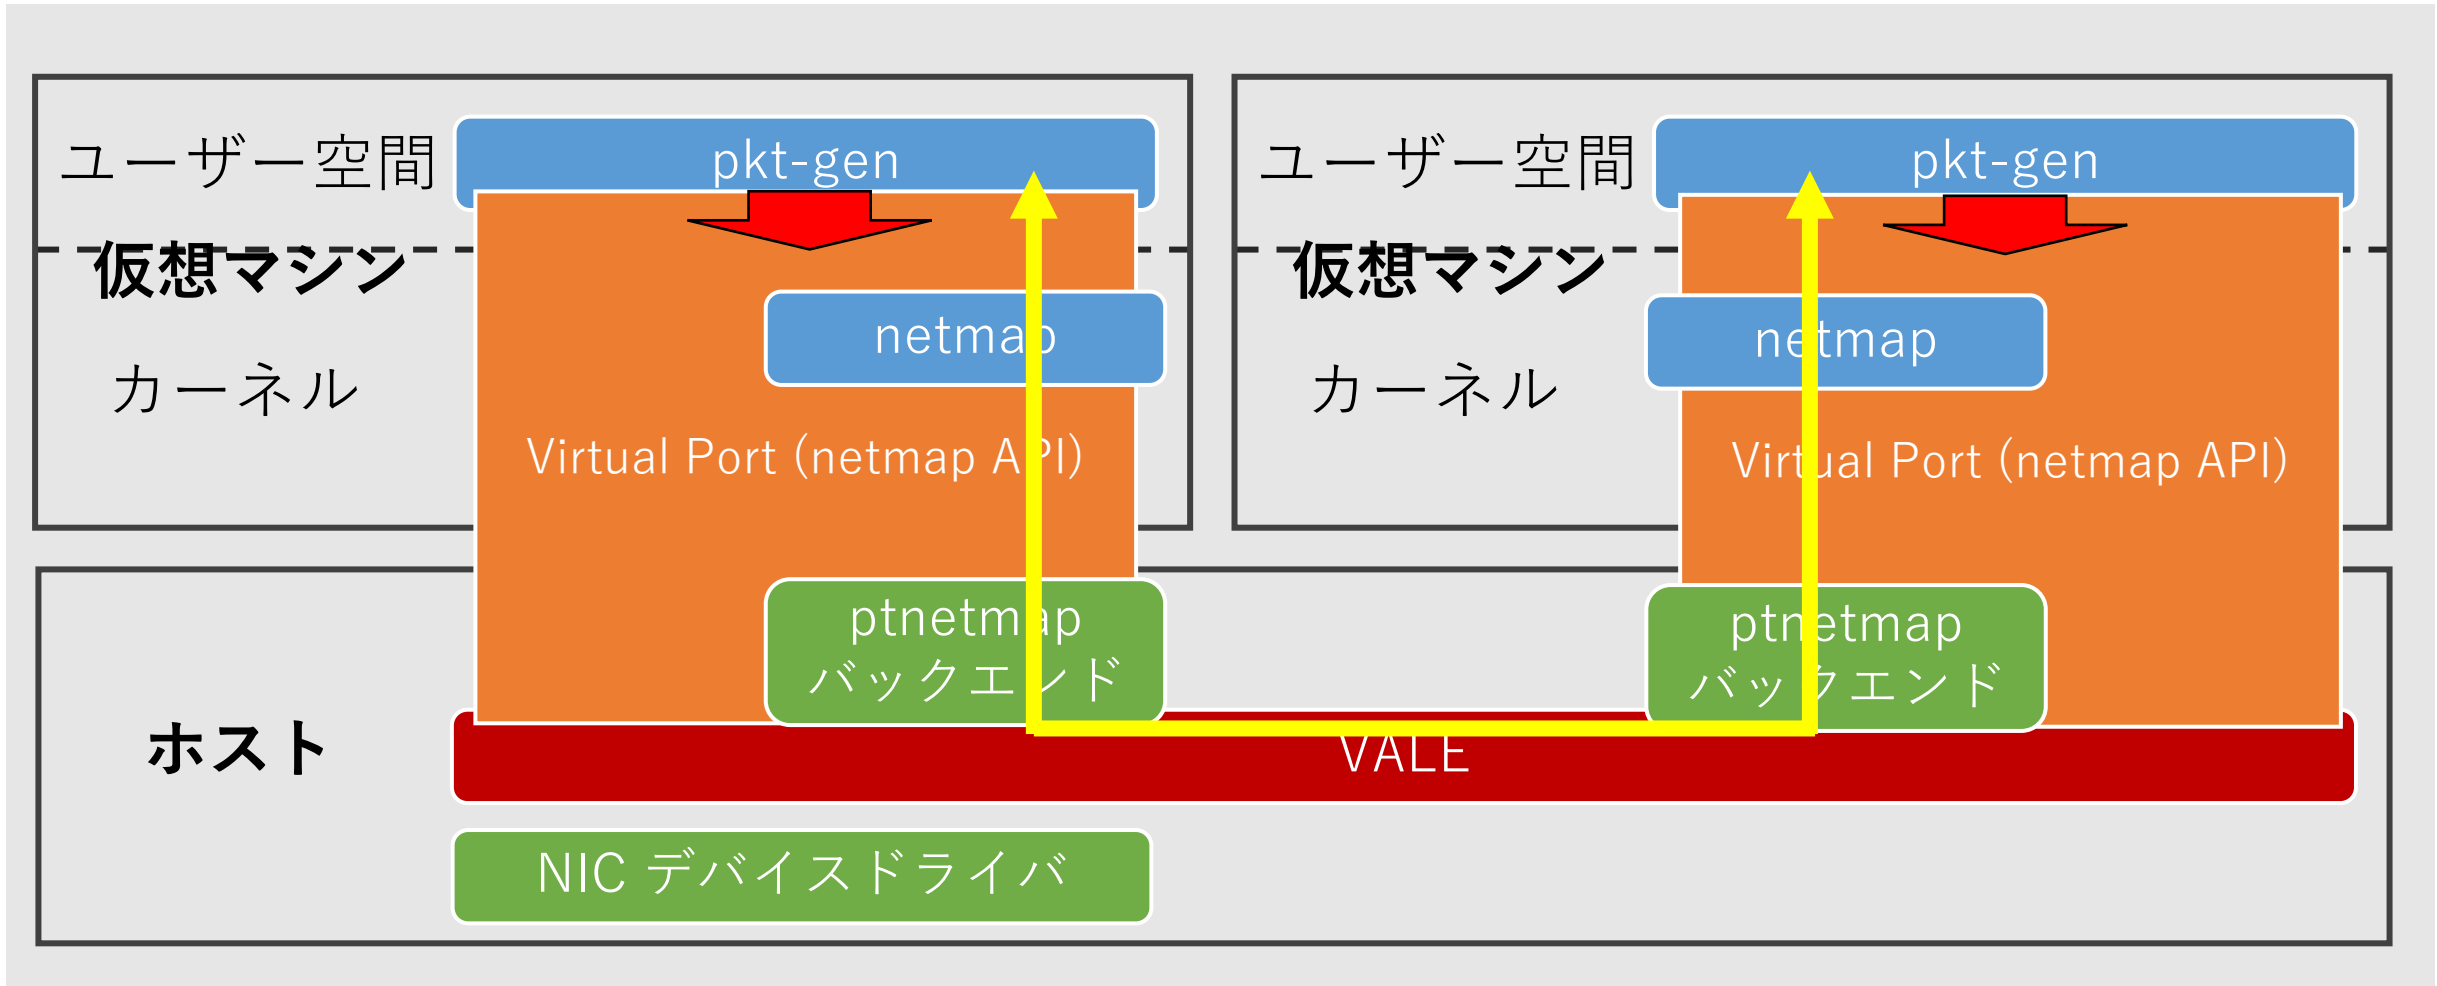 ユーザー空間
pkt-gen
仮想マシン
netmap
カーネル
Virtual Port (netmap API)
ptnetmap
バックエンド
ユーザー空間
pkt-gen
仮想マシン
netmap
カーネル
Virtual Port (netmap API)
ptnetmap
バックエンド
ホスト
VALE
NIC デバイスドライバ